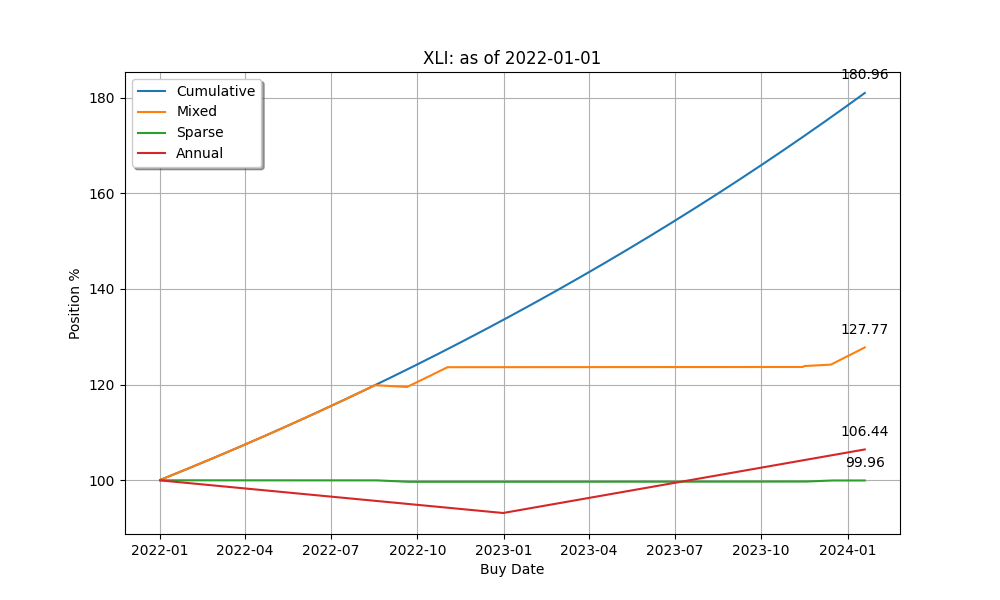 XLI: as of 2022-01-01
180.96
Cumulative
Mixed
Sparse
Annual
180
160
140
120
100
Position %
127.77
106.44
99.96
2022-01 2022-04 2022-07 2022-10 2023-01 2023-04 2023-07 2023-10 2024-01
Buy Date